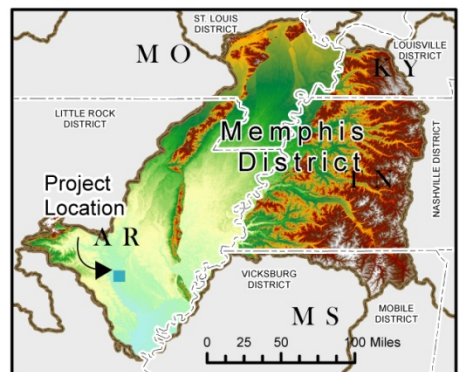 ST. LOUIS
DISTRICT
M O
LOUISVILLE
DISTRICT
K Y
LITTLE ROCK
DISTRICT
Memphis
District
NASHVILLE DISTRICT
T N
Project
Location
A R
VICKSBURG
DISTRICT
MOBILE
DISTRICT
M S
0 25 50 100 Miles